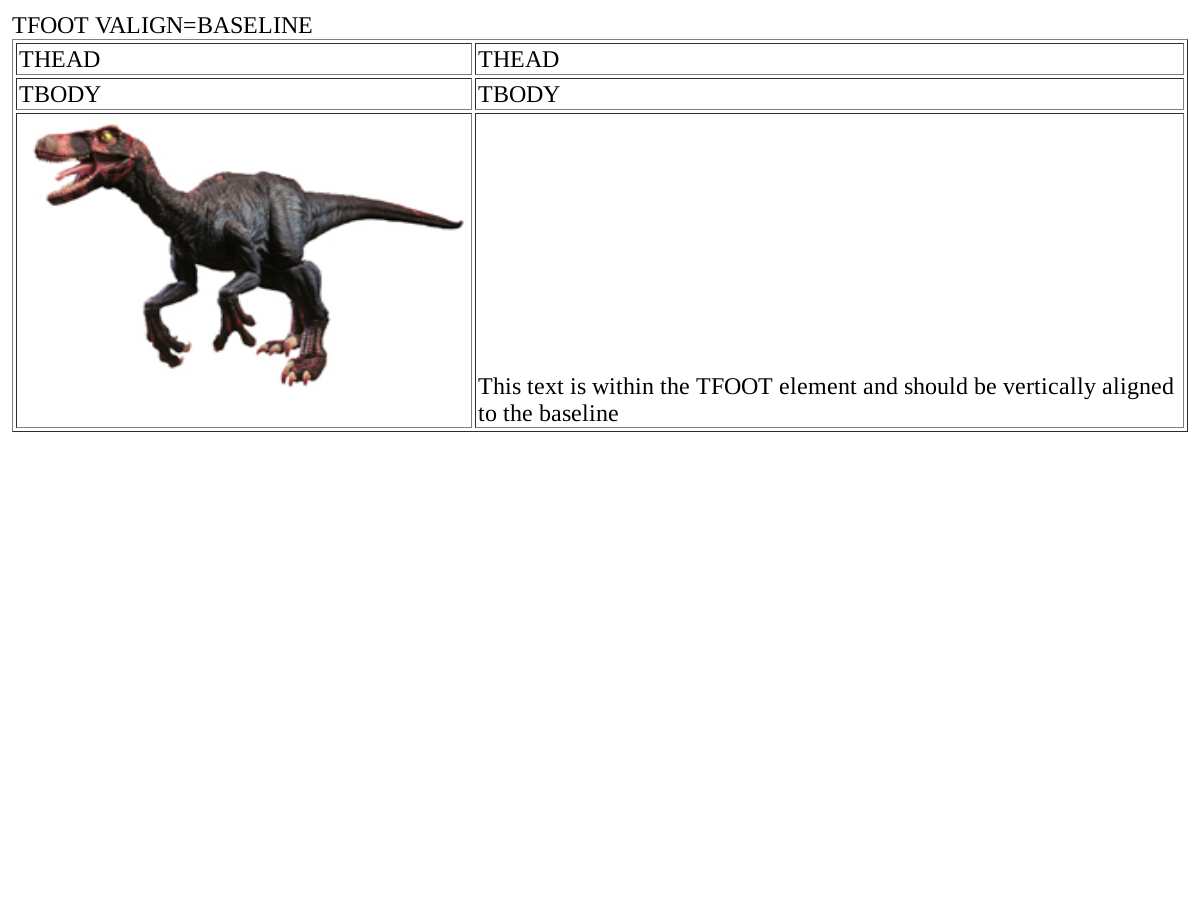 TFOOT VALIGN=BASELINE
THEAD THEAD
TBODY TBODY
This text is within the TFOOT element and should be vertically aligned
to the baseline